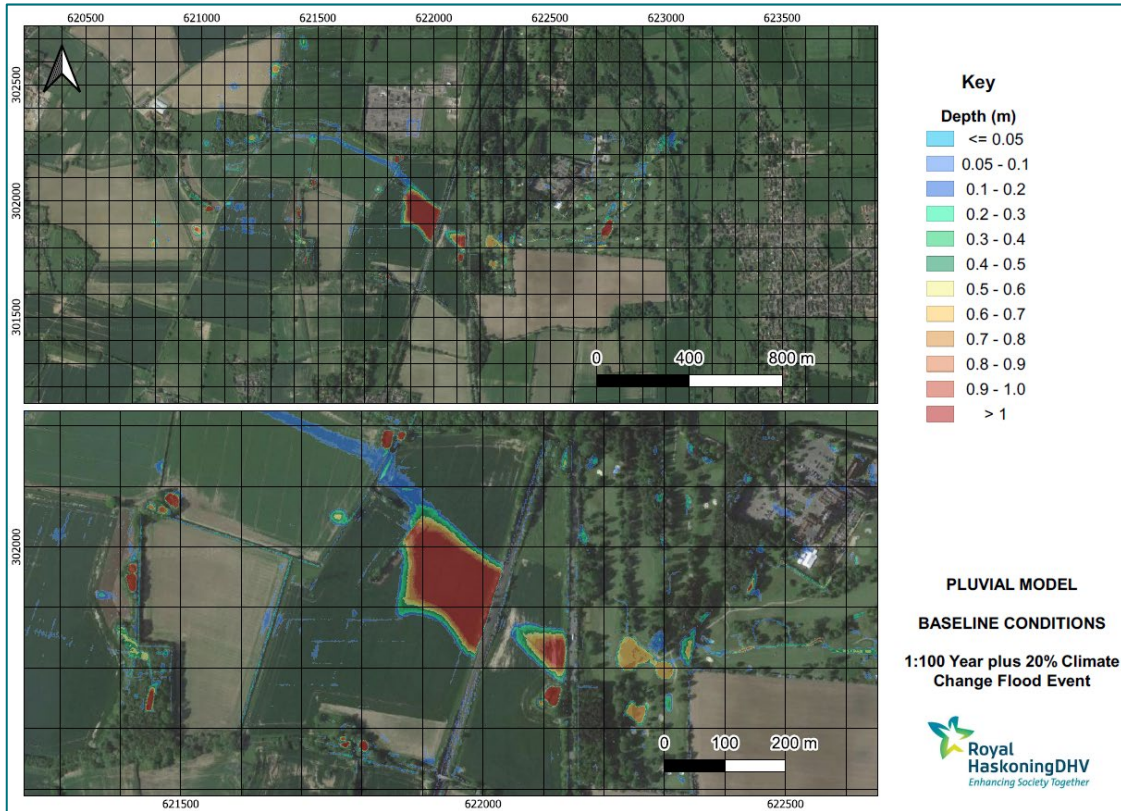 620500 621000 621500 622000 622500 623000 623500
302500
302000
301500
0 400 800 m
302000
0 100 200 m
621500 622000 622500
Key
Depth (m)
<= 0.05
0.05 - 0.1
0.1 - 0.2
0.2 - 0.3
0.3 - 0.4
0.4 - 0.5
0.5 - 0.6
0.6 - 0.7
0.7 - 0.8
0.8 - 0.9
0.9 - 1.0
> 1
PLUVIAL MODEL
BASELINE CONDITIONS
1:100 Year plus 20% Climate
Change Flood Event
Royal
HaskoningDHV
Enhancing Society Together